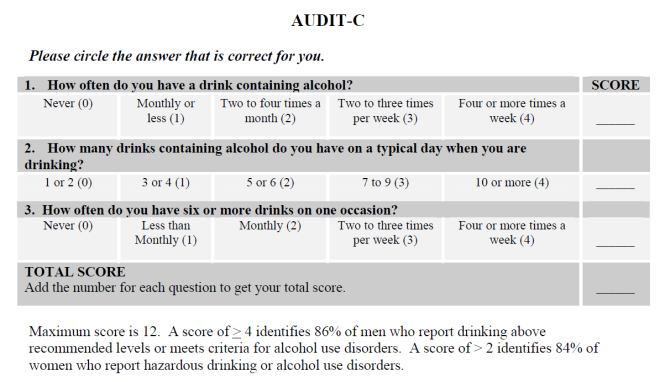 AUDIT-C
Please circle the answer that is correct for you.
1. How often do you have a drink containing alcohol? SCORE
Never (0) Monthly or less (1) Two to four times a month (2) Two to three times per week (3) Four or more times a week (4)
2. How many drinks containing alcohol do you have on a typical day when you are
drinking?
1 or 2 (0) 3 or 4 (1) 5 or 6 (2) 7 to 9 (3) 10 or more (4)
3. How often do you have six or more drinks on one occasion?
Never (0) Less than Monthly (1) Monthly (2) Two to three times per week (3) Four or more times a week (4)
TOTAL SCORE
Add the number for each question to get your total score.
Maximum score is 12. A score of ≥ 4 identifies 86% of men who report drinking above
recommended levels or meets criteria for alcohol use disorders. A score of > 2 identifies 84% of
women who report hazardous drinking or alcohol use disorders.